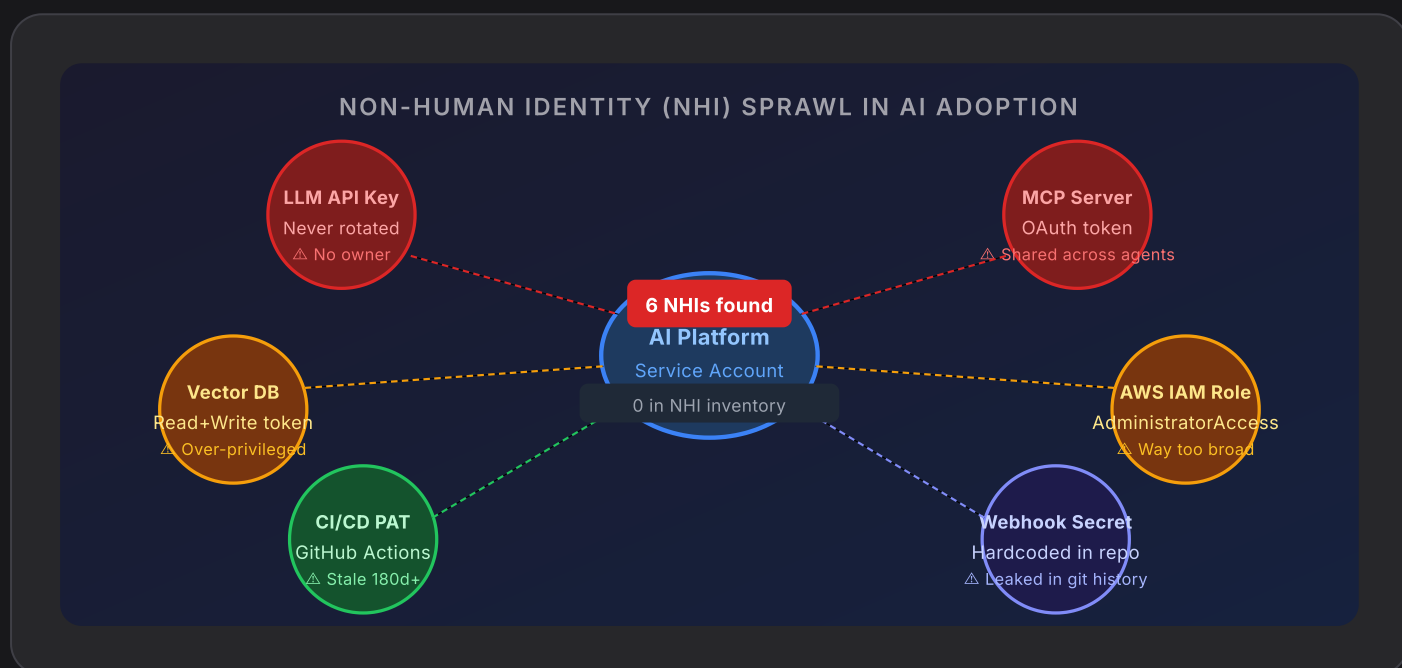 NON-HUMAN IDENTITY (NHI) SPRAWL IN AI ADOPTION
LLM API Key
Never rotated
⚠ No owner
MCP Server
OAuth token
⚠ Shared across agents
6 NHIs found
AI Platform
Service Account
0 in NHI inventory
Vector DB
Read+Write token
⚠ Over-privileged
AWS IAM Role
AdministratorAccess
⚠ Way too broad
CI/CD PAT
GitHub Actions
⚠ Stale 180d+
Webhook Secret
Hardcoded in repo
⚠ Leaked in git history